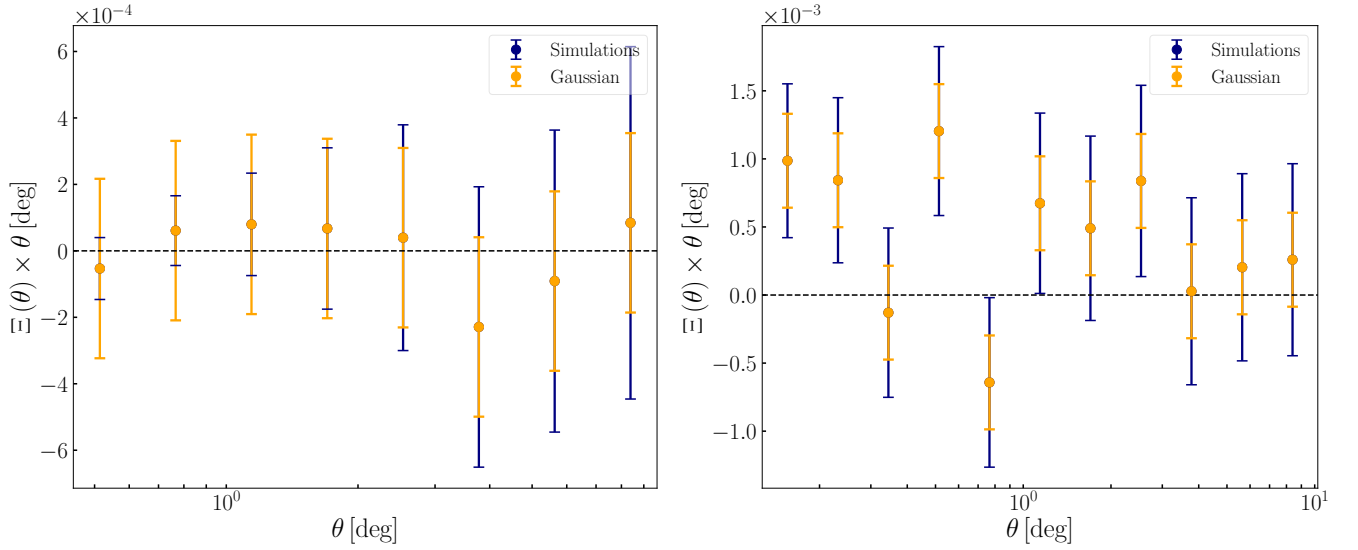 ×10⁻⁴
Simulations
Gaussian
6
4
2
0
−2
−4
−6
Ξ(θ) × θ [deg]
10⁰
θ [deg]
×10⁻³
Simulations
Gaussian
1.5
1.0
0.5
0.0
−0.5
−1.0
Ξ(θ) × θ [deg]
10⁰
10¹
θ [deg]